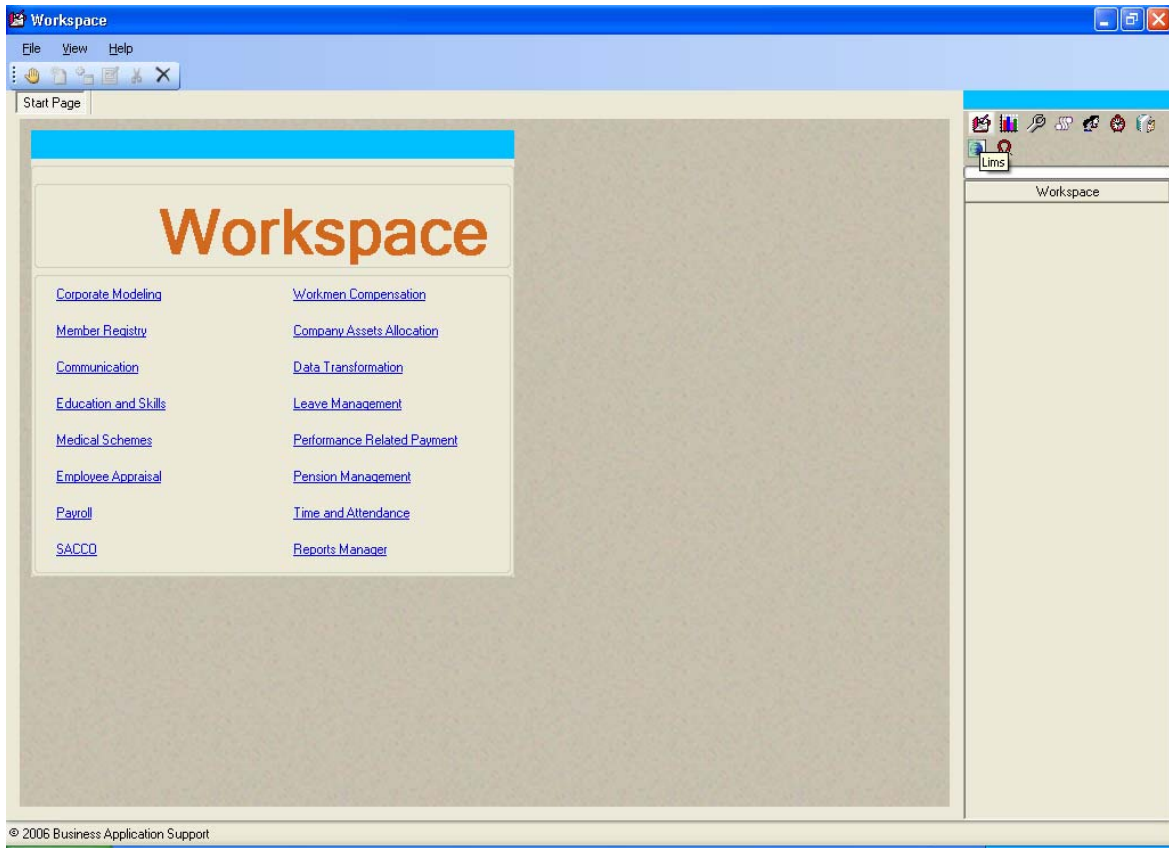 Workspace
File View Help
Start Page
Lims
Workspace
Workspace
Corporate Modeling Workmen Compensation
Member Registry Company Assets Allocation
Communication Data Transformation
Education and Skills Leave Management
Medical Schemes Performance Related Payment
Employee Appraisal Pension Management
Payroll Time and Attendance
SACCO Reports Manager
© 2006 Business Application Support